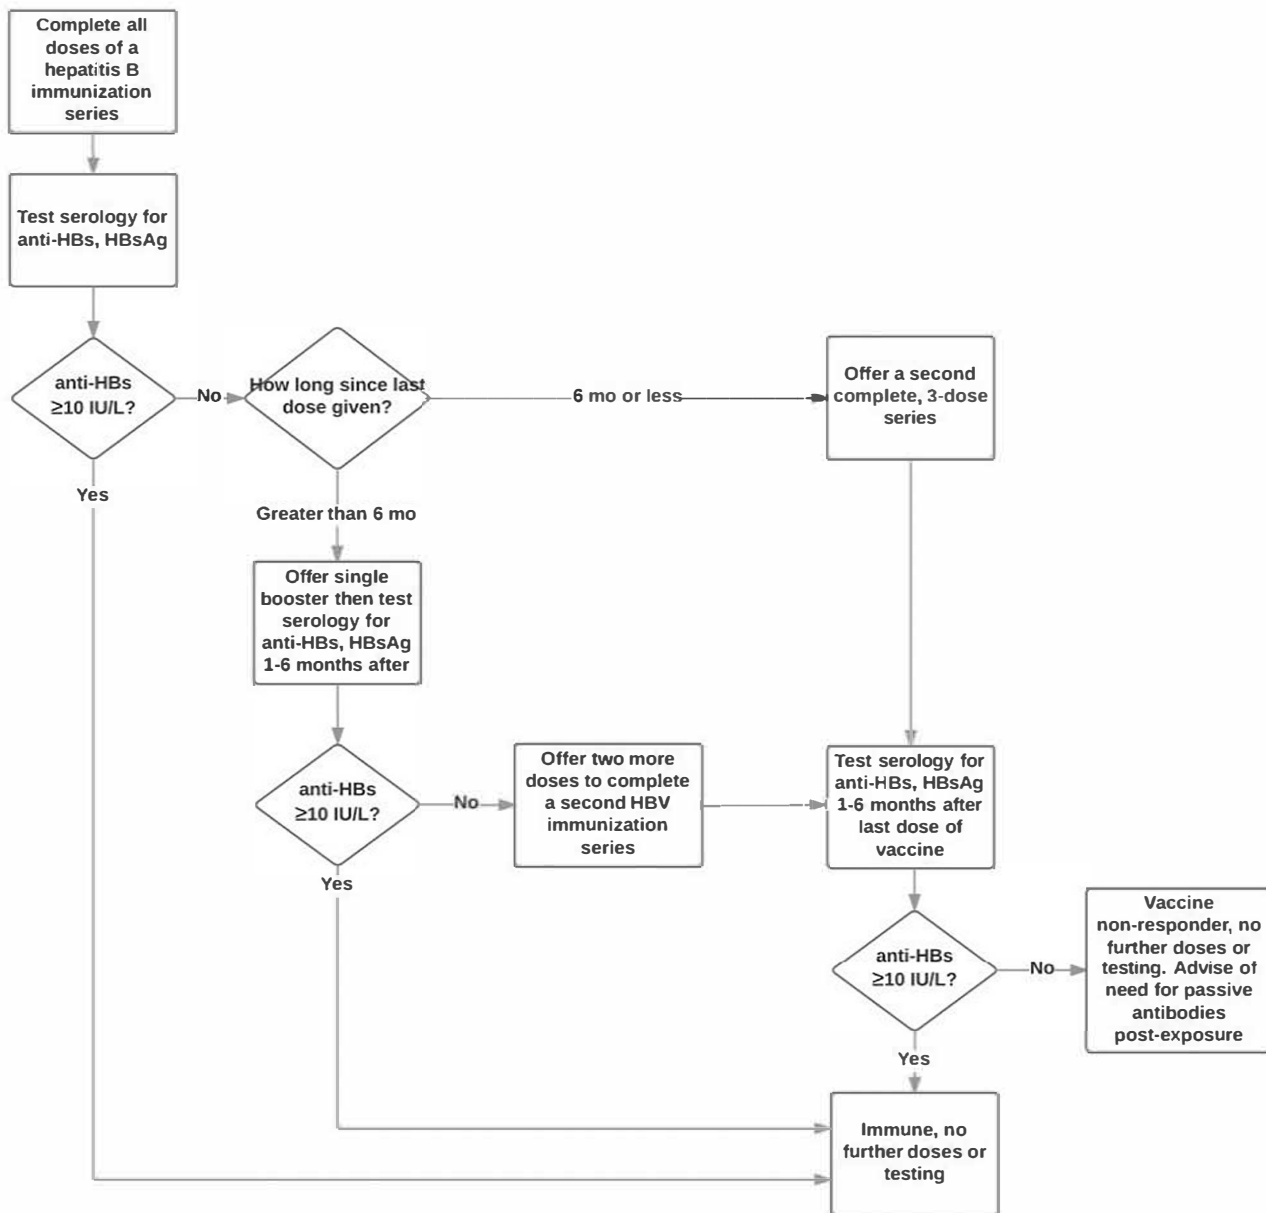 Complete all
doses of a
hepatitis B
immunization
series
Test serology for
anti-HBs, HBsAg
anti-HBs
≥10 IU/L?
No
How long since last
dose given?
6 mo or less
Offer a second
complete, 3-dose
series
Yes
Greater than 6 mo
Offer single
booster then test
serology for
anti-HBs, HBsAg
1-6 months after
anti-HBs
≥10 IU/L?
No
Offer two more
doses to complete
a second HBV
immunization
series
Test serology for
anti-HBs, HBsAg
1-6 months after
last dose of
vaccine
Yes
anti-HBs
≥10 IU/L?
No
Vaccine
non-responder, no
further doses or
testing. Advise of
need for passive
antibodies
post-exposure
Yes
Immune, no
further doses or
testing